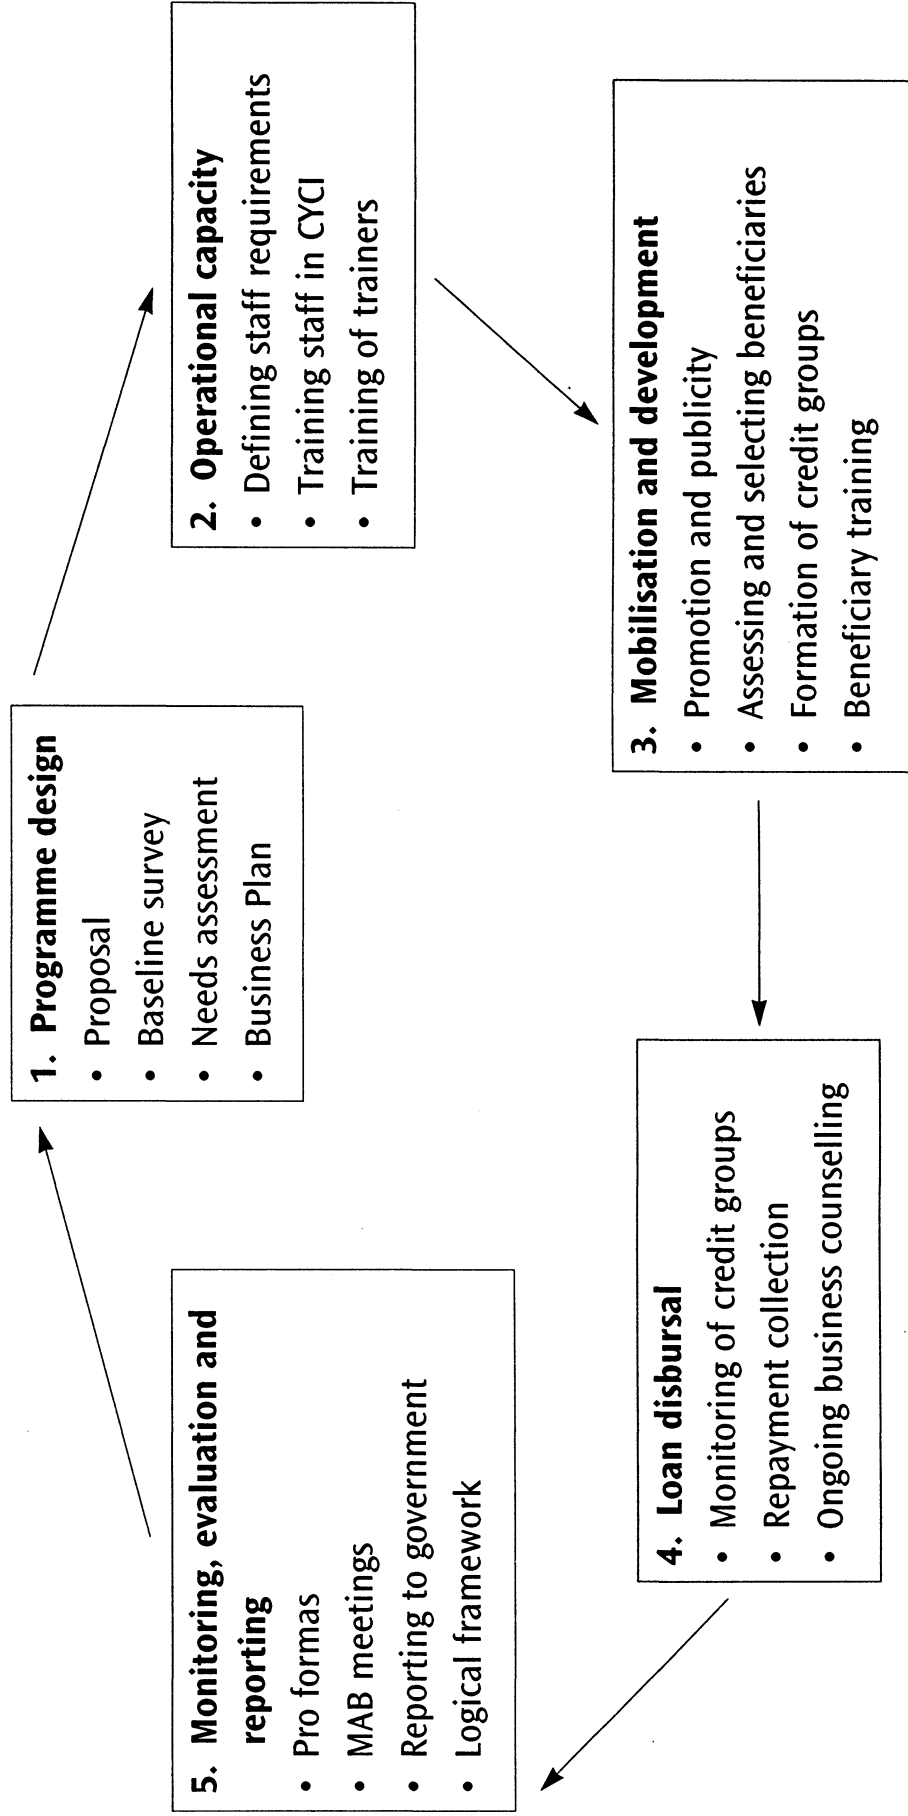 1. Programme design
• Proposal
• Baseline survey
• Needs assessment
• Business Plan
2. Operational capacity
• Defining staff requirements
• Training staff in CYCI
• Training of trainers
3. Mobilisation and development
• Promotion and publicity
• Assessing and selecting beneficiaries
• Formation of credit groups
• Beneficiary training
4. Loan disbursal
• Monitoring of credit groups
• Repayment collection
• Ongoing business counselling
5. Monitoring, evaluation and
reporting
• Pro formas
• MAB meetings
• Reporting to government
• Logical framework